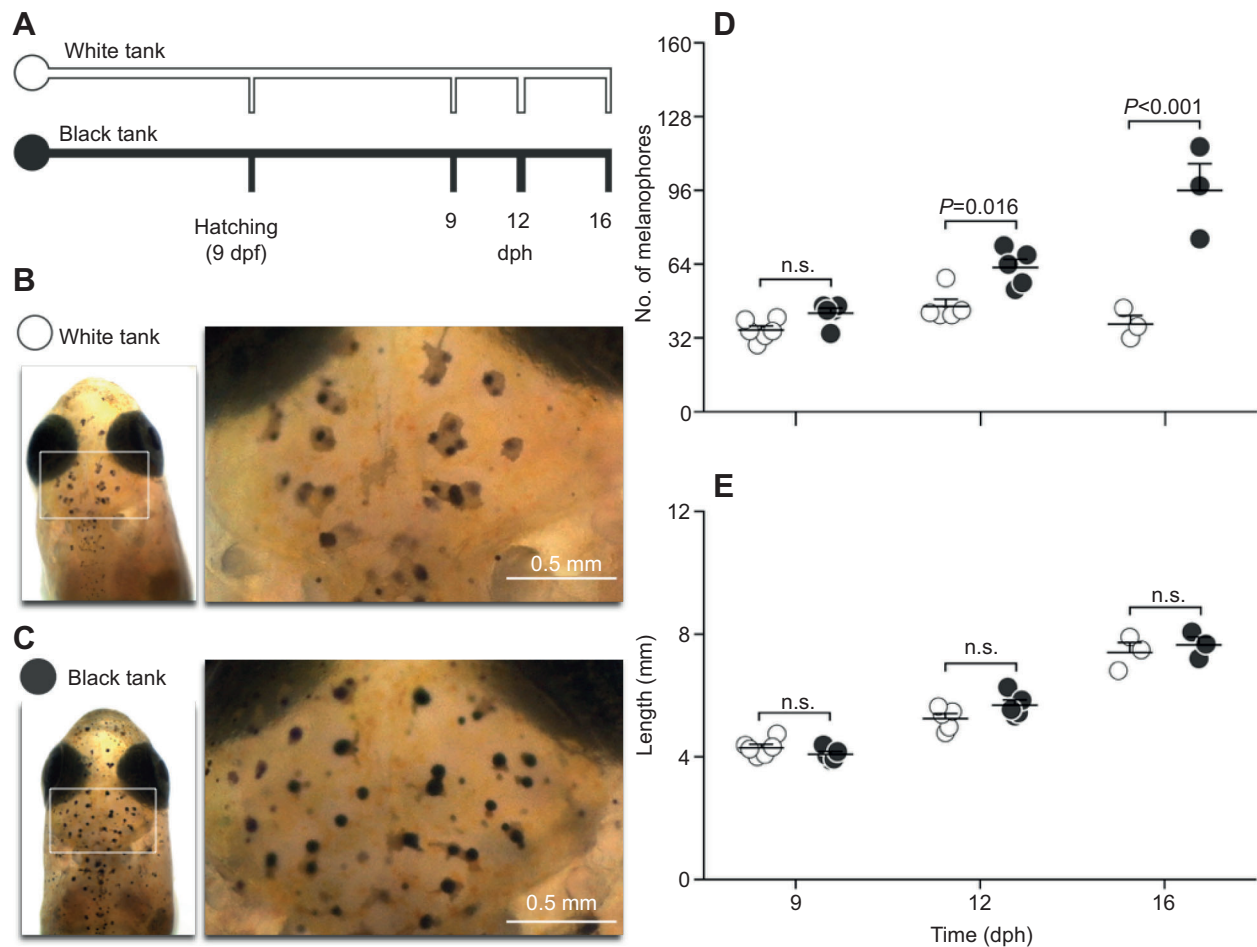 A
White tank
Black tank
Hatching
(9 dpf)
9
12
16
dph
B
White tank
0.5 mm
C
Black tank
0.5 mm
D
No. of melanophores
160
128
96
64
32
0
n.s.
P=0.016
P<0.001
E
Length (mm)
12
8
4
0
n.s.
n.s.
n.s.
9
12
16
Time (dph)